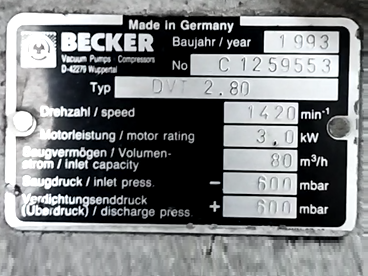 Made in Germany
BECKER
Vacuum Pumps Compressors
D-42279 Wuppertal
Baujahr / year 1993
No C 1259553
Typ DVT 2.80
Drehzahl / speed 1420 min-1
Motorleistung / motor rating 3,0 kW
Saugvermögen / Volumen-
strom / inlet capacity 80 m³/h
Saugdruck / inlet press. - 600 mbar
Verdichtungsenddruck
(Überdruck) / discharge press. + 600 mbar